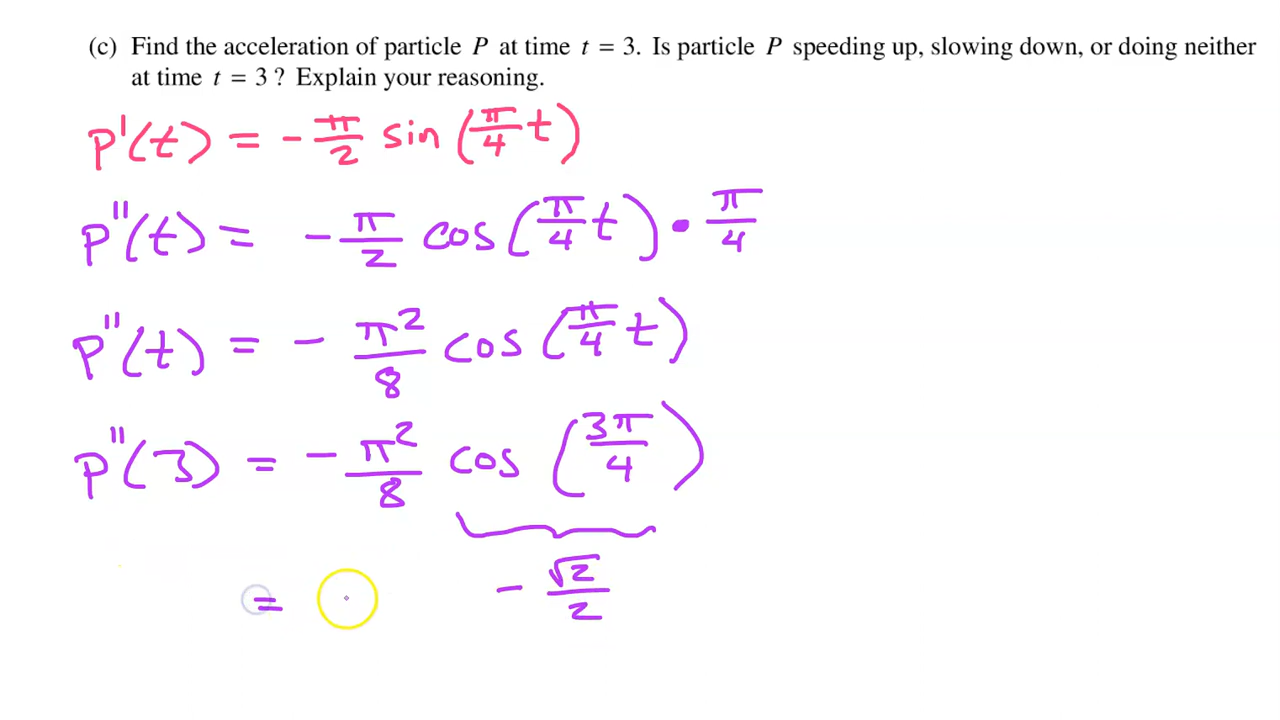 (c) Find the acceleration of particle P at time t = 3. Is particle P speeding up, slowing down, or doing neither
at time t = 3 ? Explain your reasoning.
p'(t) = - π/2 sin (π/4 t)
p''(t) = - π/2 cos (π/4 t) • π/4
p''(t) = - π²/8 cos (π/4 t)
p''(3) = - π²/8 cos (3π/4)
= - √2/2